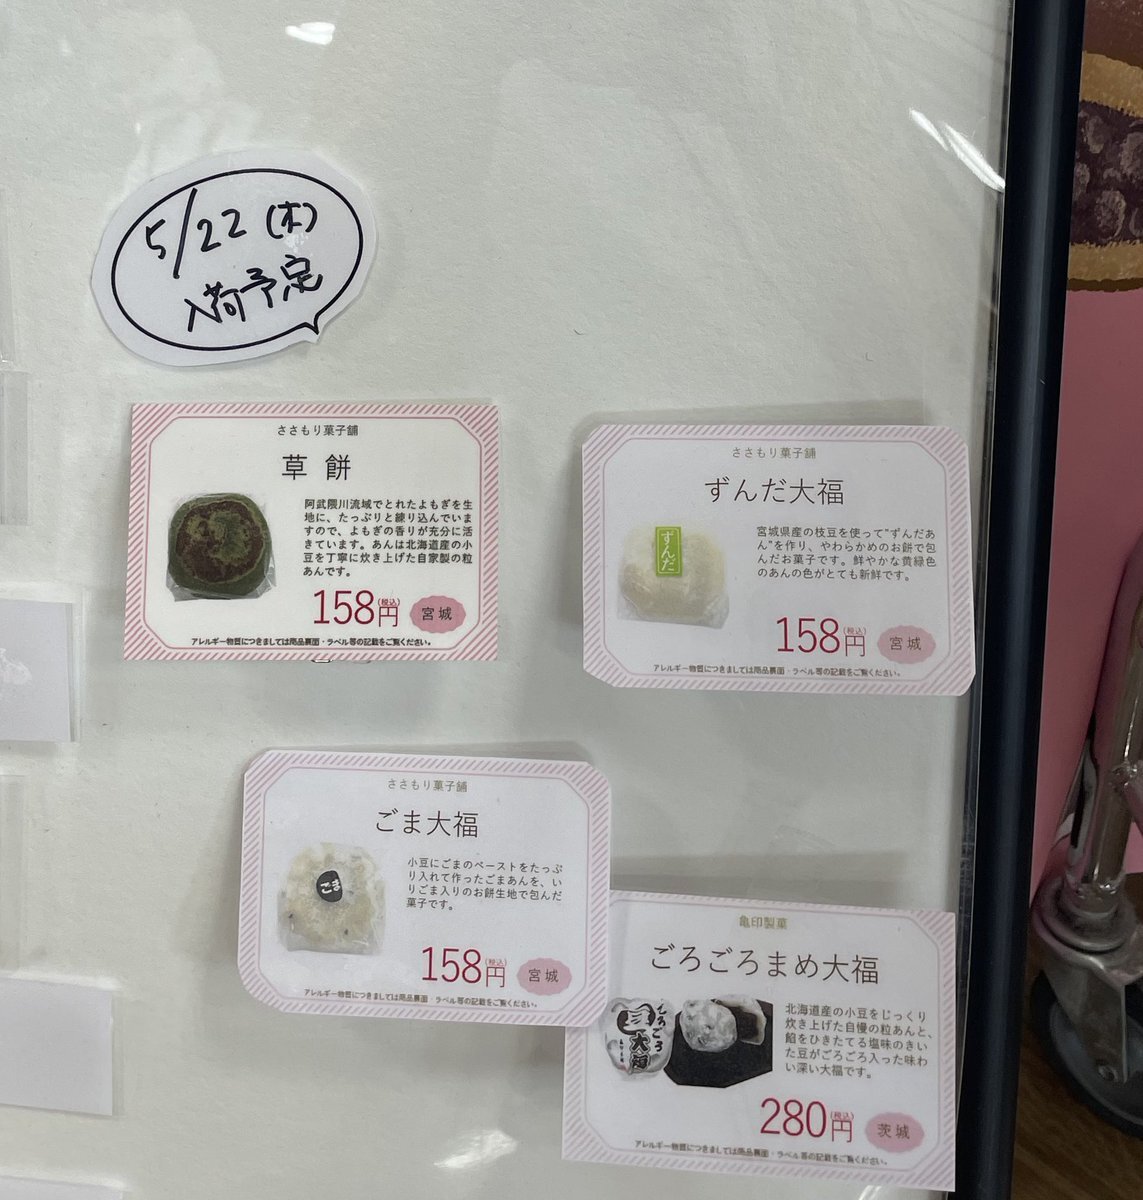 5/22(木)
入荷予定
ささもり菓子舗
草餅
阿武隈川流域でとれたよもぎを生
地に、たっぷりと練り込んでいま
すので、よもぎの香りが充分に活
きています。あんは北海道産の小
豆を丁寧に炊き上げた自家製の粒
あんです。
158円(税込)
宮城
アレルギー物質につきましては商品裏面・ラベル等の記載をご覧ください。
ささもり菓子舗
ずんだ大福
ずんだ
宮城県産の枝豆を使って"ずんだあ
ん"を作り、やわらかめのお餅で包
んだお菓子です。鮮やかな黄緑色
のあんの色がとても新鮮です。
158円(税込)
宮城
アレルギー物質につきましては商品裏面・ラベル等の記載をご覧ください。
ささもり菓子舗
ごま大福
ごま
小豆にごまのペーストをたっぷ
り入れて作ったごまあんを、い
りごま入りのお餅生地で包んだ
菓子です。
158円(税込)
宮城
アレルギー物質につきましては商品裏面・ラベル等の記載をご覧ください。
亀印製菓
ごろごろまめ大福
ごろごろ
大福
北海道産の小豆をじっくり
炊き上げた自慢の粒あんと、
餡をひきたてる塩味のきい
た豆がごろごろ入った味わ
い深い大福です。
280円(税込)
茨城
アレルギー物質につきましては商品裏面・ラベル等の記載をご覧ください。